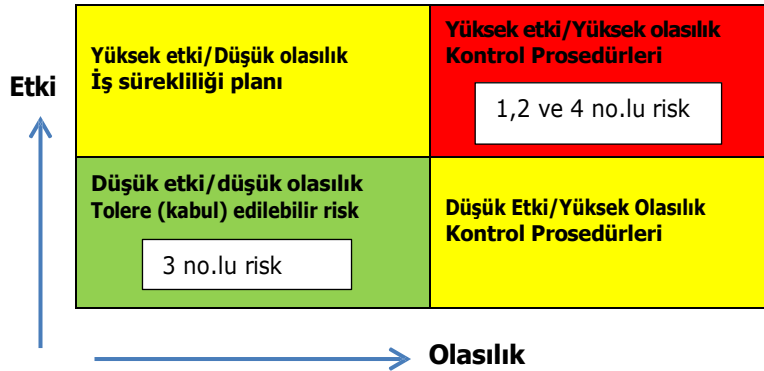 Etki
Yüksek etki/Düşük olasılık
İş sürekliliği planı
Yüksek etki/Yüksek olasılık
Kontrol Prosedürleri
1,2 ve 4 no.lu risk
Düşük etki/düşük olasılık
Tolere (kabul) edilebilir risk
3 no.lu risk
Düşük Etki/Yüksek Olasılık
Kontrol Prosedürleri
Olasılık